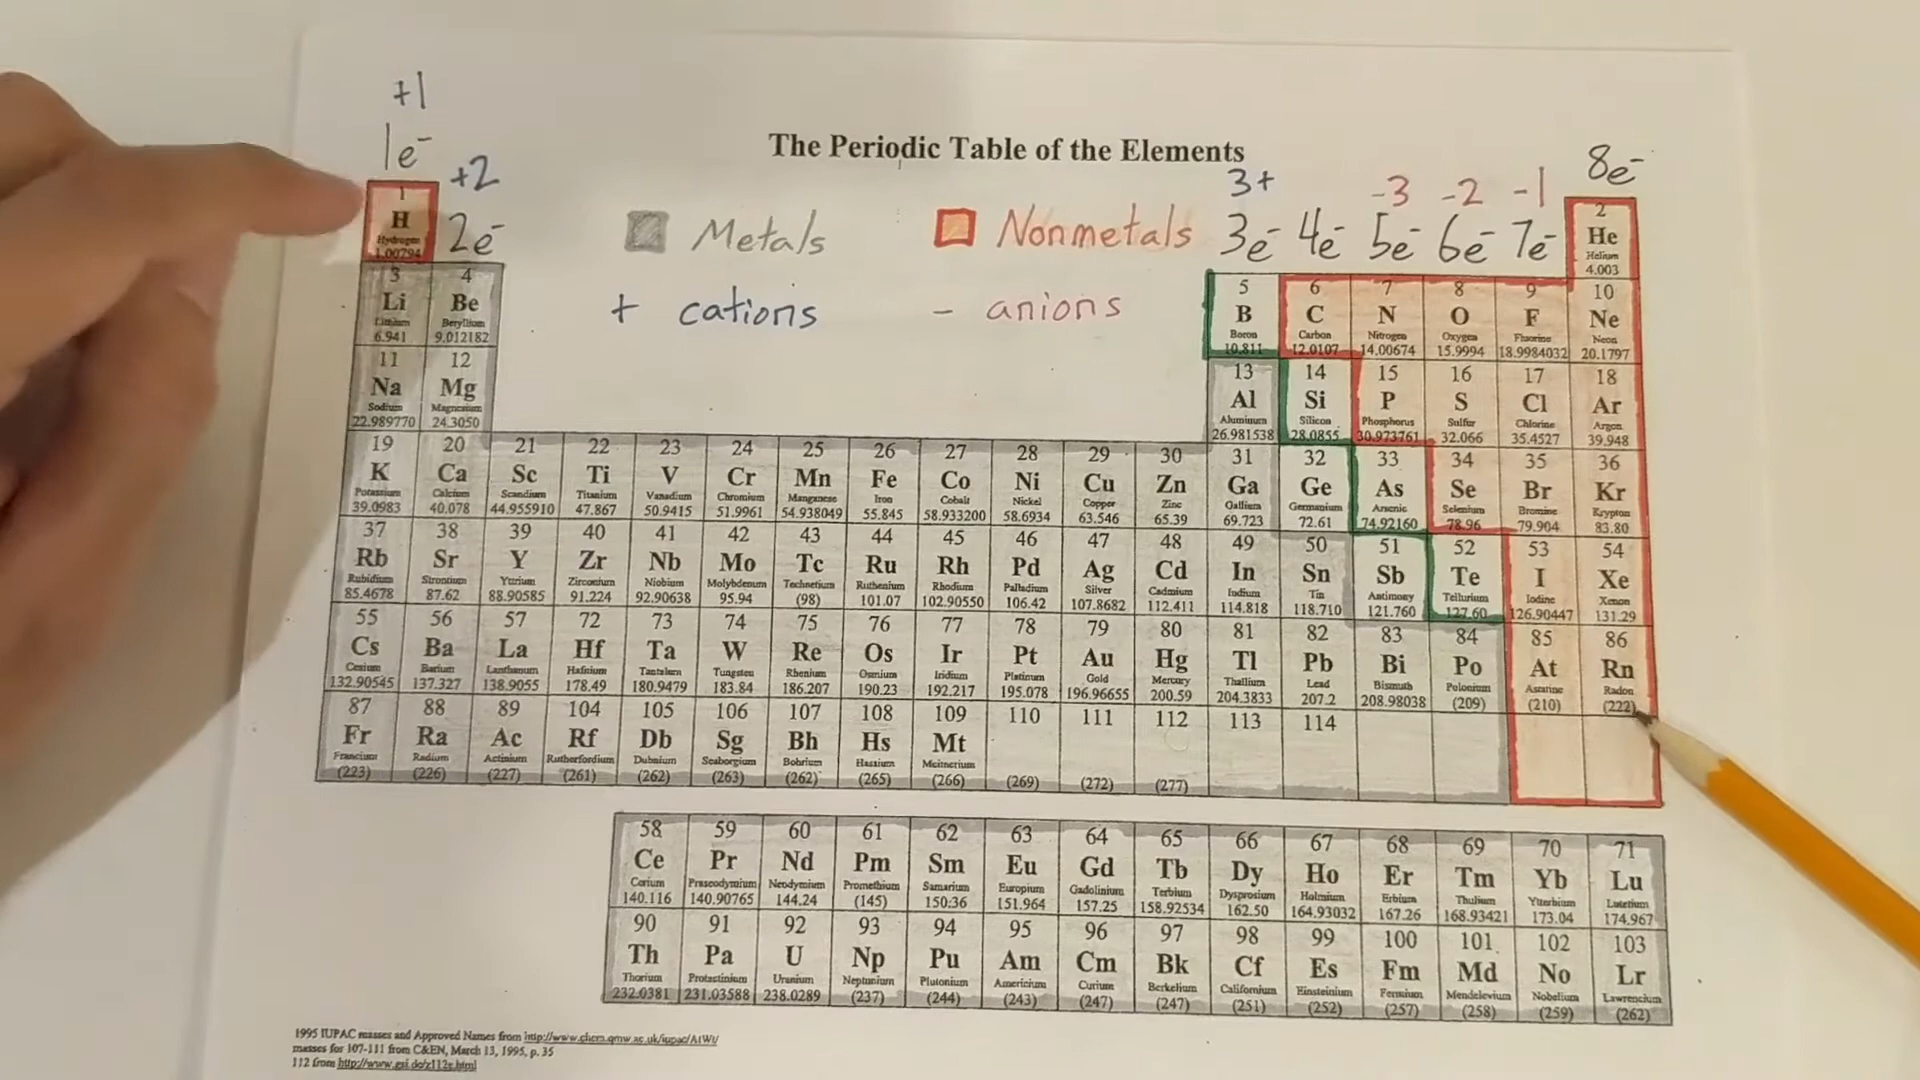 +1
1e⁻
+2
2e⁻
The Periodic Table of the Elements
Metals
Nonmetals
+ cations
- anions
3+
-3
-2
-1
8e⁻
3e⁻ 4e⁻ 5e⁻ 6e⁻ 7e⁻
1
H
Hydrogen
1.00794
2
He
Helium
4.003
3 4 5 6 7 8 9 10
Li Be B C N O F Ne
Lithium Beryllium Boron Carbon Nitrogen Oxygen Fluorine Neon
6.941 9.012182 10.811 12.0107 14.00674 15.9994 18.9984032 20.1797
11 12 13 14 15 16 17 18
Na Mg Al Si P S Cl Ar
Sodium Magnesium Aluminum Silicon Phosphorus Sulfur Chlorine Argon
22.989770 24.3050 26.981538 28.0855 30.973761 32.066 35.4527 39.948
19 20 21 22 23 24 25 26 27 28 29 30 31 32 33 34 35 36
K Ca Sc Ti V Cr Mn Fe Co Ni Cu Zn Ga Ge As Se Br Kr
Potassium Calcium Scandium Titanium Vanadium Chromium Manganese Iron Cobalt Nickel Copper Zinc Gallium Germanium Arsenic Selenium Bromine Krypton
39.0983 40.078 44.955910 47.867 50.9415 51.9961 54.938049 55.845 58.933200 58.6934 63.546 65.39 69.723 72.61 74.92160 78.96 79.904 83.80
37 38 39 40 41 42 43 44 45 46 47 48 49 50 51 52 53 54
Rb Sr Y Zr Nb Mo Tc Ru Rh Pd Ag Cd In Sn Sb Te I Xe
Rubidium Strontium Yttrium Zirconium Niobium Molybdenum Technetium Ruthenium Rhodium Palladium Silver Cadmium Indium Tin Antimony Tellurium Iodine Xenon
85.4678 87.62 88.90585 91.224 92.90638 95.94 (98) 101.07 102.90550 106.42 107.8682 112.411 114.818 118.710 121.760 127.60 126.90447 131.29
55 56 57 72 73 74 75 76 77 78 79 80 81 82 83 84 85 86
Cs Ba La Hf Ta W Re Os Ir Pt Au Hg Tl Pb Bi Po At Rn
Cesium Barium Lanthanum Hafnium Tantalum Tungsten Rhenium Osmium Iridium Platinum Gold Mercury Thallium Lead Bismuth Polonium Astatine Radon
132.90545 137.327 138.9055 178.49 180.9479 183.84 186.207 190.23 192.217 195.078 196.96655 200.59 204.3833 207.2 208.98038 (209) (210) (222)
87 88 89 104 105 106 107 108 109 110 111 112 113 114
Fr Ra Ac Rf Db Sg Bh Hs Mt
Francium Radium Actinium Rutherfordium Dubnium Seaborgium Bohrium Hassium Meitnerium
(223) (226) (227) (261) (262) (263) (262) (265) (266) (269) (272) (277)
58 59 60 61 62 63 64 65 66 67 68 69 70 71
Ce Pr Nd Pm Sm Eu Gd Tb Dy Ho Er Tm Yb Lu
Cerium Praseodymium Neodymium Promethium Samarium Europium Gadolinium Terbium Dysprosium Holmium Erbium Thulium Ytterbium Lutetium
140.116 140.90765 144.24 (145) 150.36 151.964 157.25 158.92534 162.50 164.93032 167.26 168.93421 173.04 174.967
90 91 92 93 94 95 96 97 98 99 100 101 102 103
Th Pa U Np Pu Am Cm Bk Cf Es Fm Md No Lr
Thorium Protactinium Uranium Neptunium Plutonium Americium Curium Berkelium Californium Einsteinium Fermium Mendelevium Nobelium Lawrencium
232.0381 231.03588 238.0289 (237) (244) (243) (247) (247) (251) (252) (257) (258) (259) (262)
1995 IUPAC masses and Approved Names from http://www.chem.qmw.ac.uk/iupac/AtWt/
masses for 107-111 from C&EN, March 13, 1995, p. 35
112 from http://www.gsi.de/z112e.html